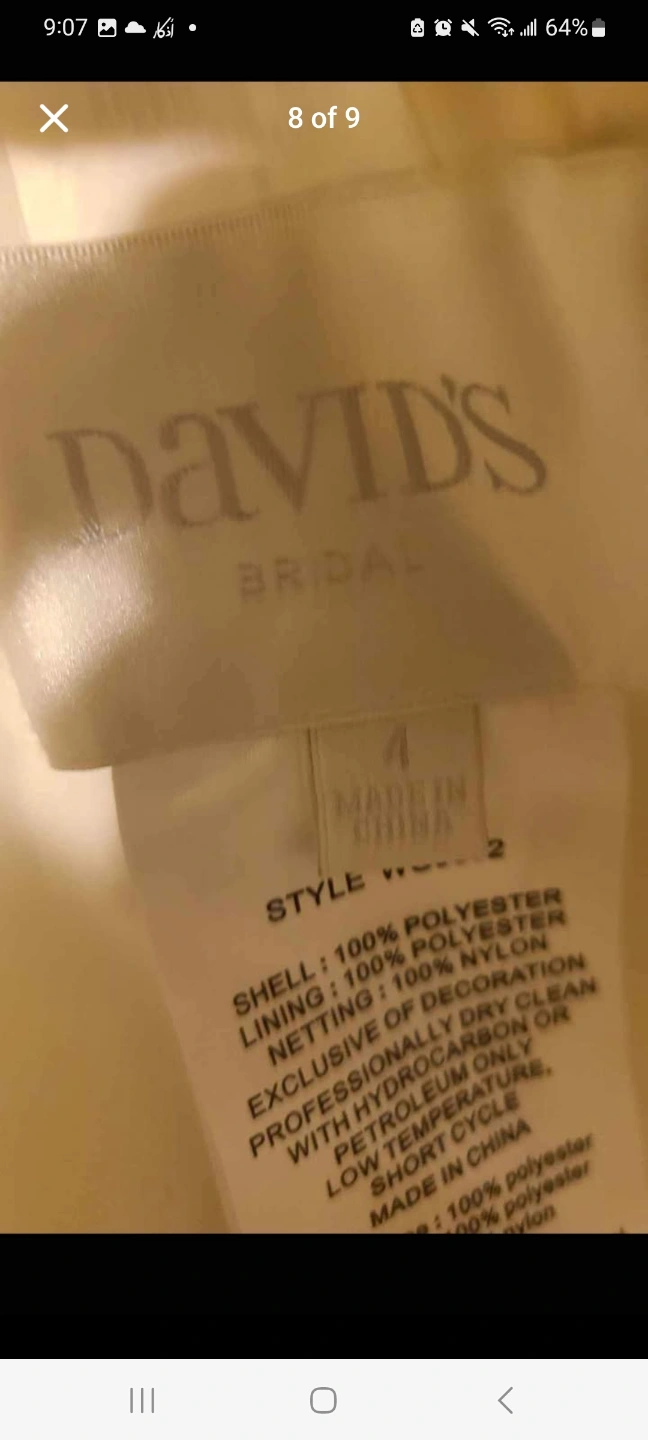 9:07 أذكار 64%
8 of 9
DaVID'S
BRIDAL
4
MADE IN
CHINA
STYLE 2
SHELL : 100% POLYESTER
LINING : 100% POLYESTER
NETTING : 100% NYLON
EXCLUSIVE OF DECORATION
PROFESSIONALLY DRY CLEAN
WITH HYDROCARBON OR
PETROLEUM ONLY
LOW TEMPERATURE,
SHORT CYCLE
MADE IN CHINA
: 100% polyester
100% polyester
nylon